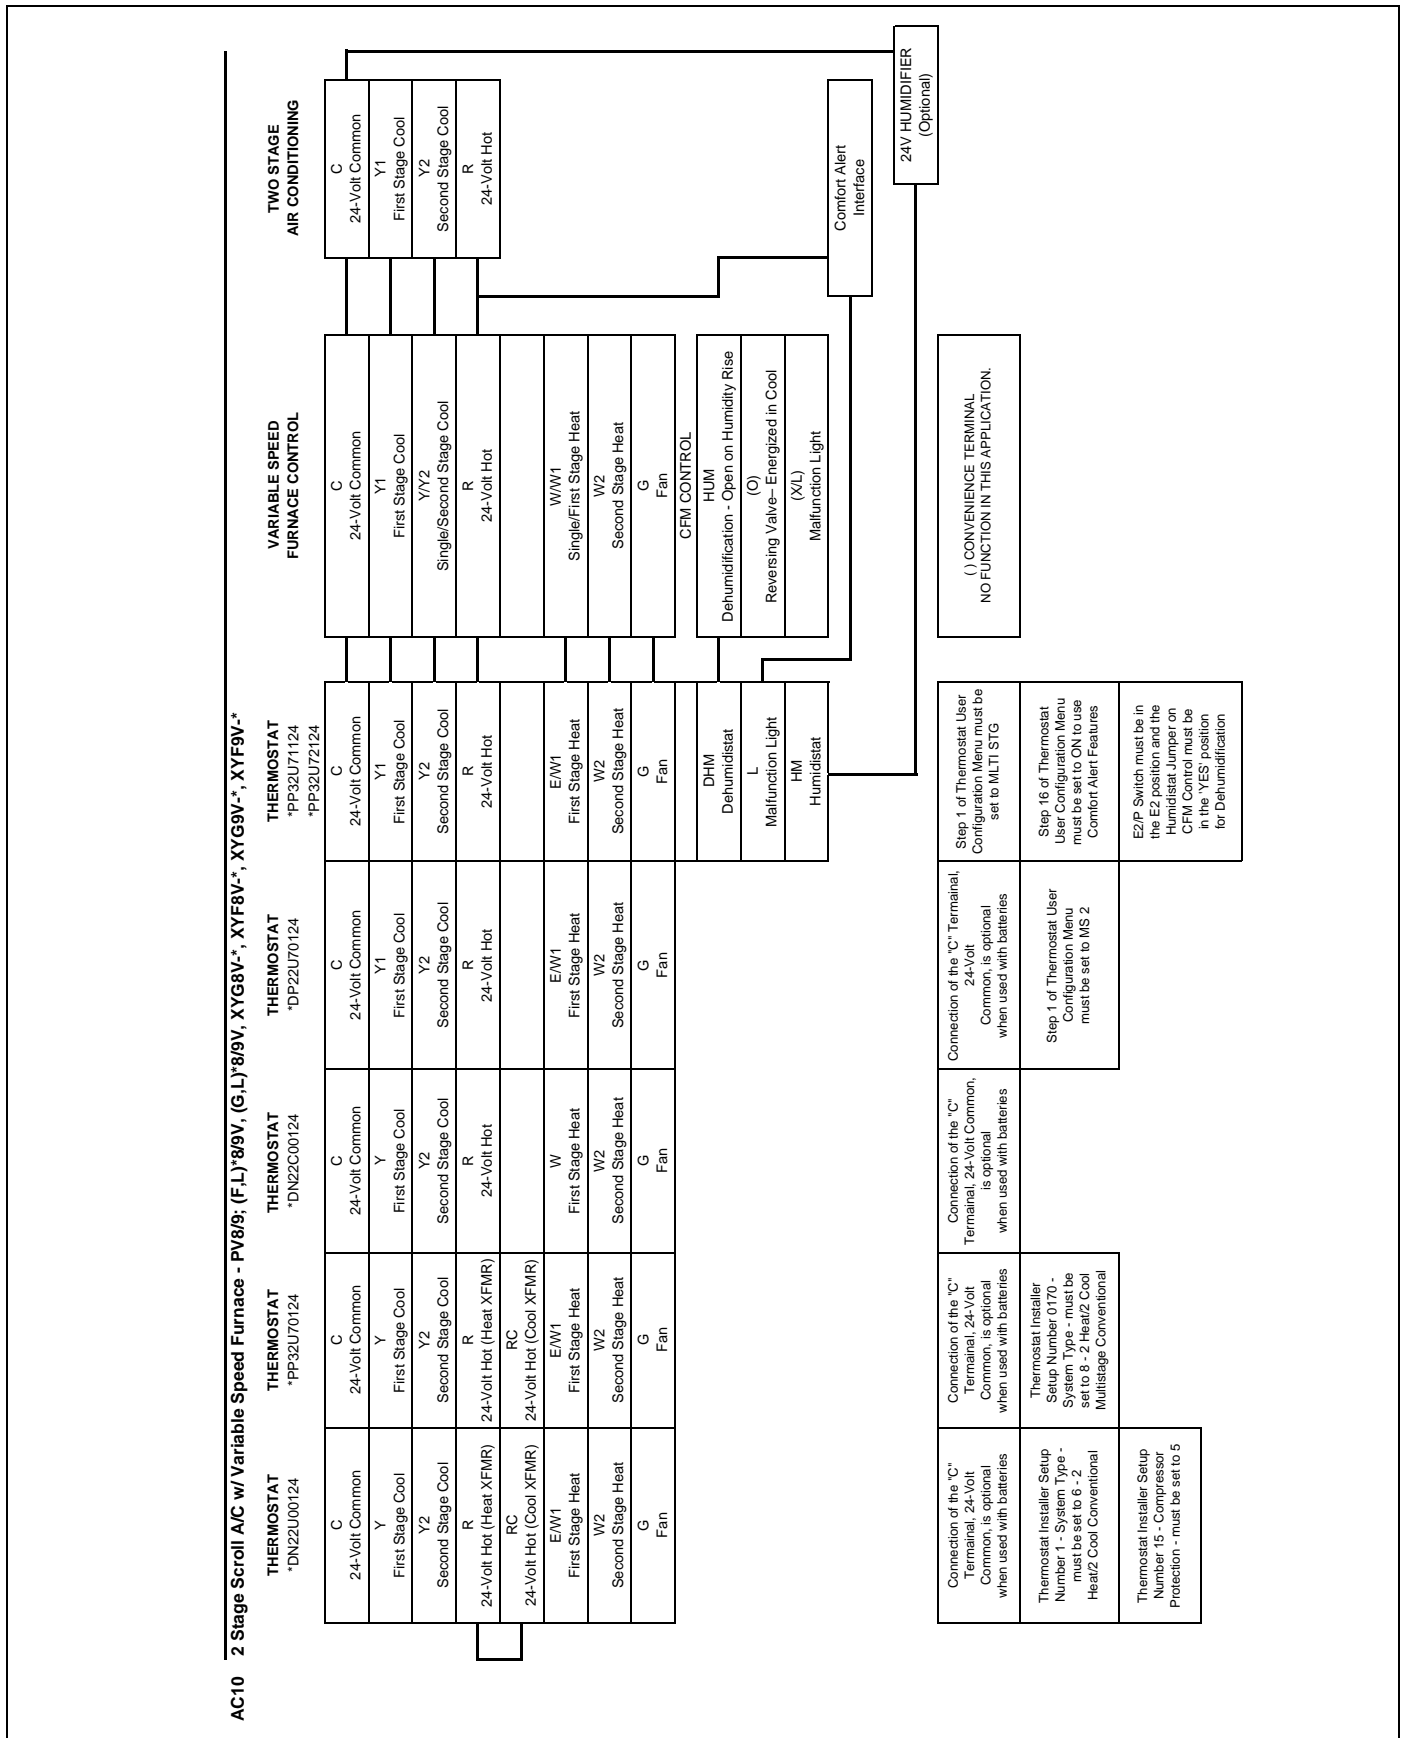 AC10 2 Stage Scroll A/C w/ Variable Speed Furnace - PV8/9; (F,L)*8/9V, (G,L)*8/9V, XYG8V-*, XYF8V-*, XYG9V-*, XYF9V-*
THERMOSTAT
*DN22U00124
C
24-Volt Common
Y
First Stage Cool
Y2
Second Stage Cool
R
24-Volt Hot (Heat XFMR)
RC
24-Volt Hot (Cool XFMR)
E/W1
First Stage Heat
W2
Second Stage Heat
G
Fan
Connection of the "C"
Termainal, 24-Volt
Common, is optional
when used with batteries
Thermostat Installer Setup
Number 1 - System Type -
must be set to 6 - 2
Heat/2 Cool Conventional
Thermostat Installer Setup
Number 15 - Compressor
Protection - must be set to 5
THERMOSTAT
*PP32U70124
C
24-Volt Common
Y
First Stage Cool
Y2
Second Stage Cool
R
24-Volt Hot (Heat XFMR)
RC
24-Volt Hot (Cool XFMR)
E/W1
First Stage Heat
W2
Second Stage Heat
G
Fan
Connection of the "C"
Termainal, 24-Volt
Common, is optional
when used with batteries
Thermostat Installer
Setup Number 0170 -
System Type - must be
set to 8 - 2 Heat/2 Cool
Multistage Conventional
THERMOSTAT
*DN22C00124
C
24-Volt Common
Y
First Stage Cool
Y2
Second Stage Cool
R
24-Volt Hot
W
First Stage Heat
W2
Second Stage Heat
G
Fan
Connection of the "C"
Termainal, 24-Volt Common,
is optional
when used with batteries
THERMOSTAT
*DP22U70124
C
24-Volt Common
Y1
First Stage Cool
Y2
Second Stage Cool
R
24-Volt Hot
E/W1
First Stage Heat
W2
Second Stage Heat
G
Fan
Connection of the "C" Termainal,
24-Volt
Common, is optional
when used with batteries
Step 1 of Thermostat User
Configuration Menu
must be set to MS 2
THERMOSTAT
*PP32U71124
*PP32U72124
C
24-Volt Common
Y1
First Stage Cool
Y2
Second Stage Cool
R
24-Volt Hot
E/W1
First Stage Heat
W2
Second Stage Heat
G
Fan
DHM
Dehumidistat
L
Malfunction Light
HM
Humidistat
Step 1 of Thermostat User
Configuration Menu must be
set to MLTI STG
Step 16 of Thermostat
User Configuration Menu
must be set to ON to use
Comfort Alert Features
E2/P Switch must be in
the E2 position and the
Humidistat Jumper on
CFM Control must be
in the 'YES' position
for Dehumidification
VARIABLE SPEED
FURNACE CONTROL
C
24-Volt Common
Y1
First Stage Cool
Y/Y2
Single/Second Stage Cool
R
24-Volt Hot
W/W1
Single/First Stage Heat
W2
Second Stage Heat
G
Fan
CFM CONTROL
HUM
Dehumidification - Open on Humidity Rise
(O)
Reversing Valve– Energized in Cool
(X/L)
Malfunction Light
( ) CONVENIENCE TERMINAL
NO FUNCTION IN THIS APPLICATION.
TWO STAGE
AIR CONDITIONING
C
24-Volt Common
Y1
First Stage Cool
Y2
Second Stage Cool
R
24-Volt Hot
Comfort Alert
Interface
24V HUMIDIFIER
(Optional)